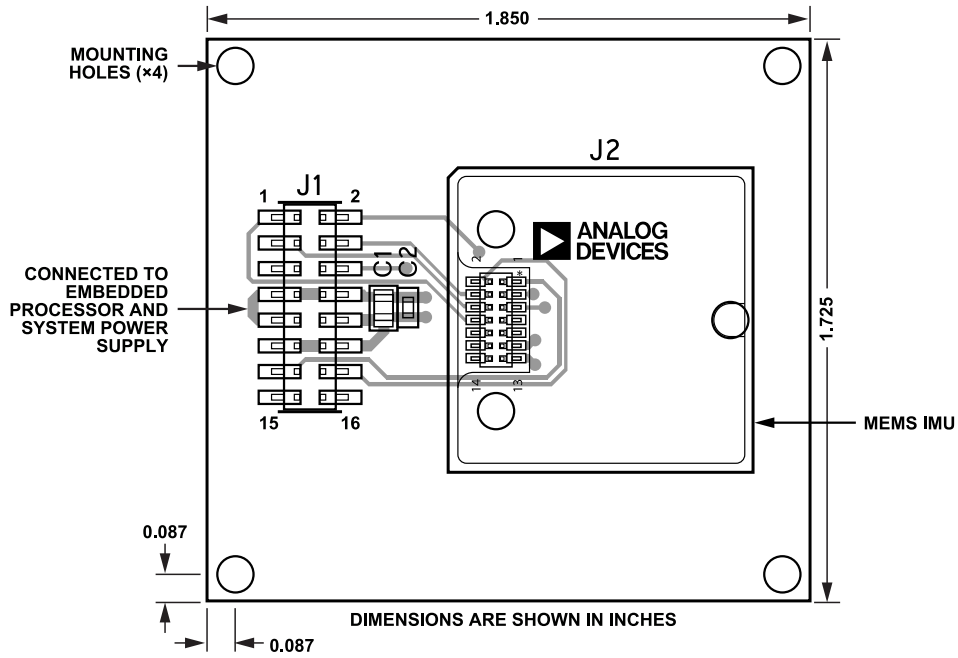 1.850
MOUNTING
HOLES (×4)
J2
J1
1
2
ANALOG
DEVICES
C1
C2
2
1
*
CONNECTED TO
EMBEDDED
PROCESSOR AND
SYSTEM POWER
SUPPLY
1.725
14
13
15
16
MEMS IMU
0.087
DIMENSIONS ARE SHOWN IN INCHES
0.087